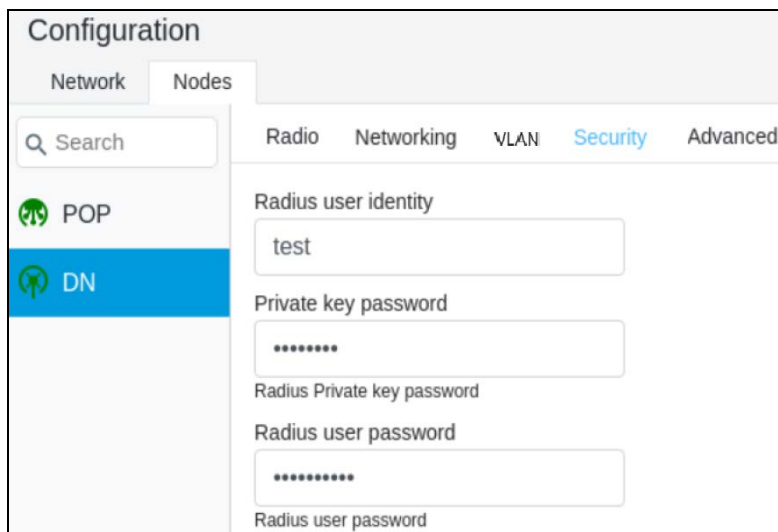 Configuration
Network Nodes
Search
Radio Networking VLAN Security Advanced
POP
DN
Radius user identity
test
Private key password
••••••••
Radius Private key password
Radius user password
••••••••••
Radius user password